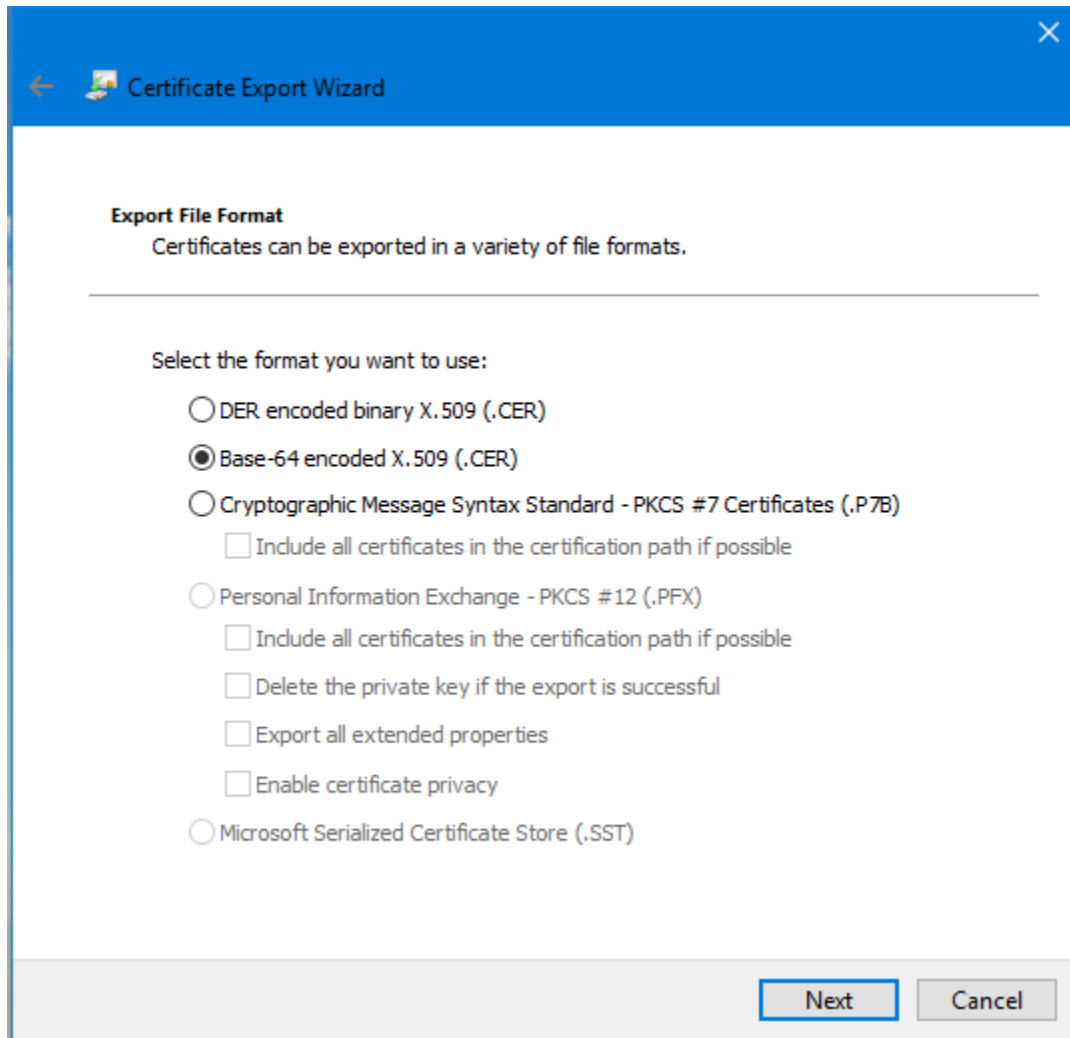 Certificate Export Wizard
Export File Format
Certificates can be exported in a variety of file formats.
Select the format you want to use:
DER encoded binary X.509 (.CER)
Base-64 encoded X.509 (.CER)
Cryptographic Message Syntax Standard - PKCS #7 Certificates (.P7B)
Include all certificates in the certification path if possible
Personal Information Exchange - PKCS #12 (.PFX)
Include all certificates in the certification path if possible
Delete the private key if the export is successful
Export all extended properties
Enable certificate privacy
Microsoft Serialized Certificate Store (.SST)
Next Cancel